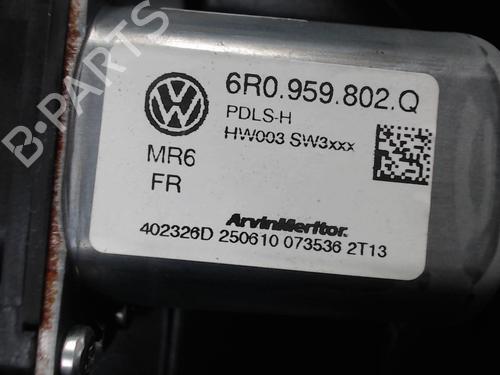 6R0.959.802.Q
PDLS-H
HW003 SW3xxx
MR6
FR
ArvinMeritor
402326D 250610 073536 2T13
B-PARTS